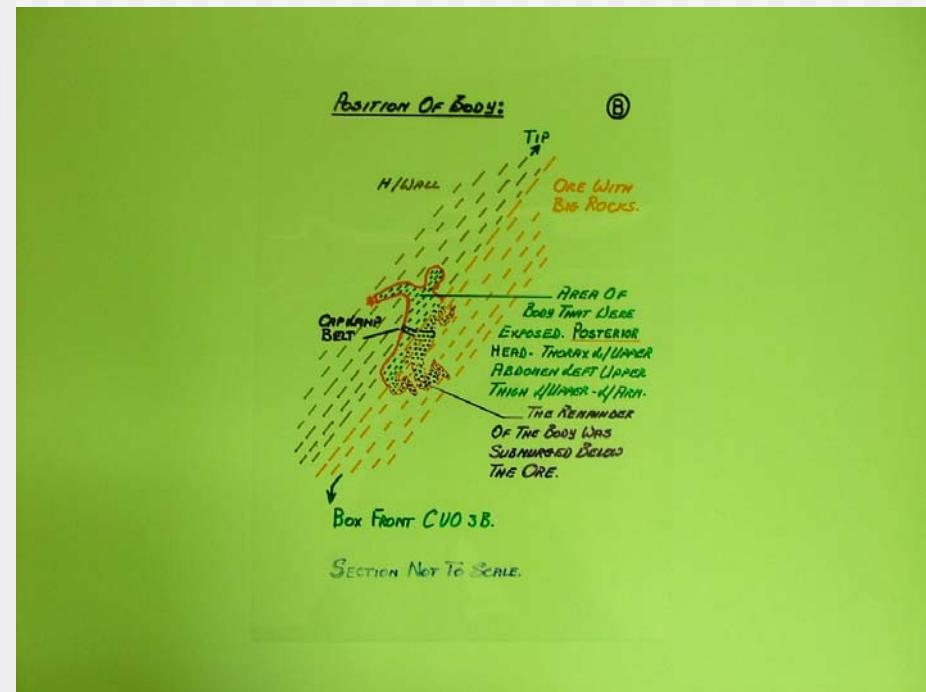 POSITION OF BODY:
B
TIP
H/WALL
ORE WITH
BIG ROCKS.
AREA OF
BODY THAT WERE
EXPOSED. POSTERIOR
HEAD- THORAX L/UPPER
ABDOMEN LEFT UPPER
THIGH L/UPPER-L/ARM.
CAPLAMP
BELT
THE REMAINDER
OF THE BODY WAS
SUBMURGED BELOW
THE ORE.
BOX FRONT CUO 3B.
SECTION NOT TO SCALE.